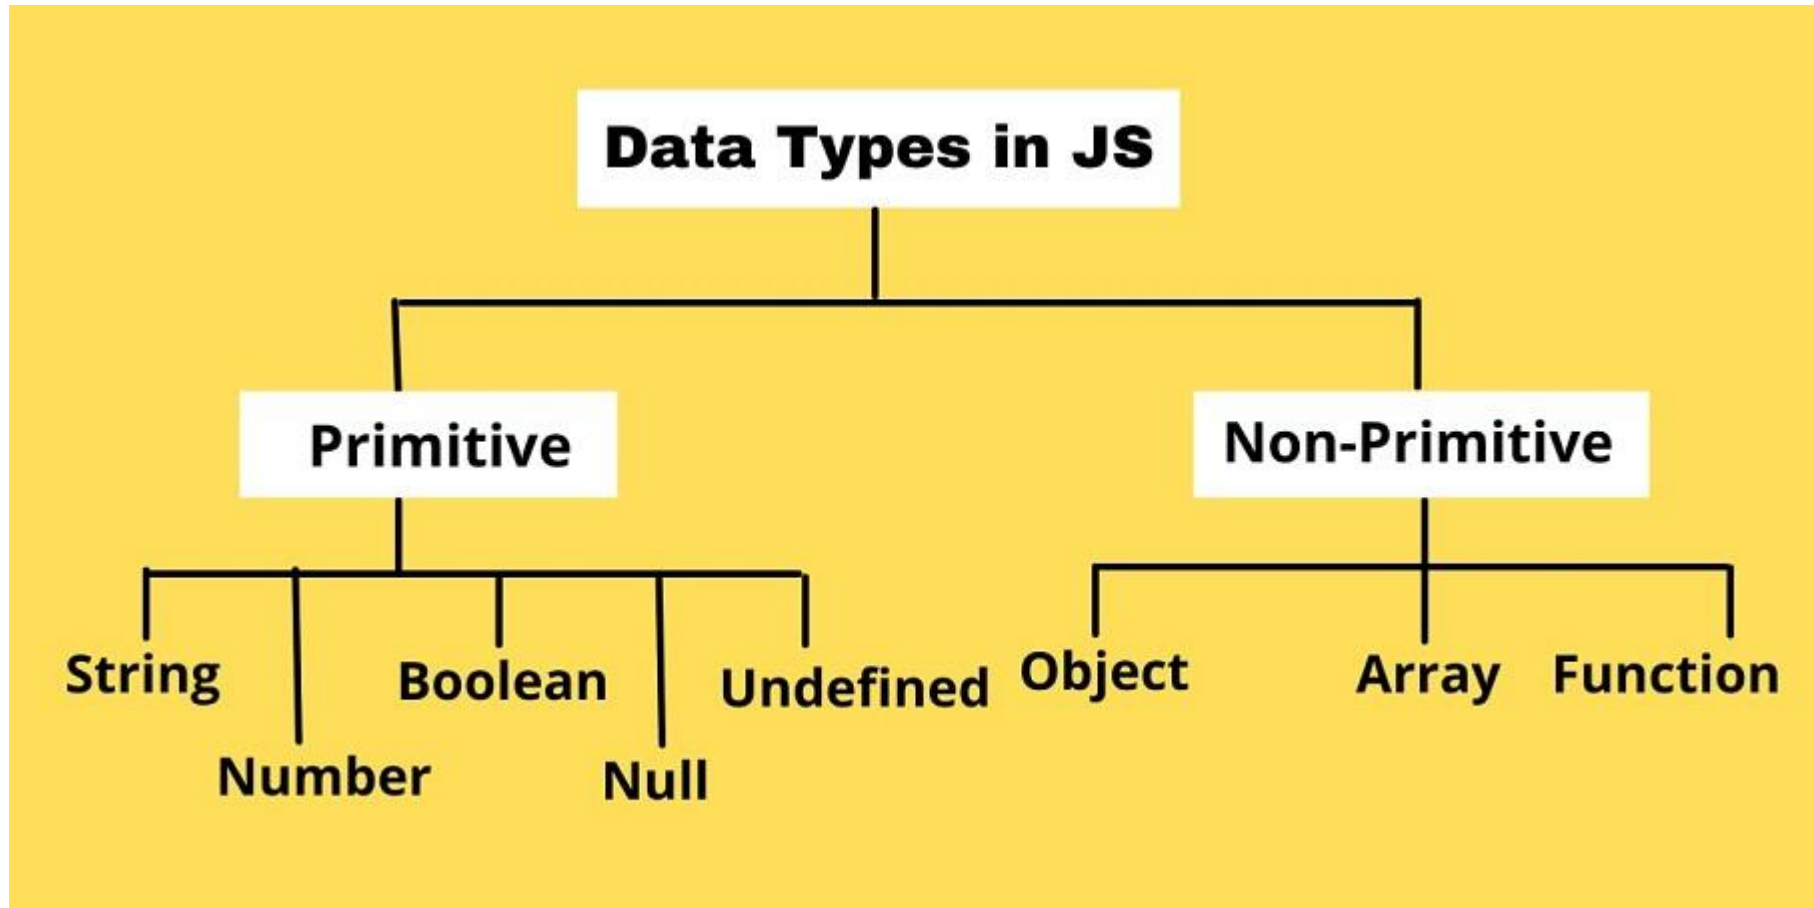 Data Types in JS
Primitive
Non-Primitive
String
Boolean
Undefined
Object
Array
Function
Number
Null